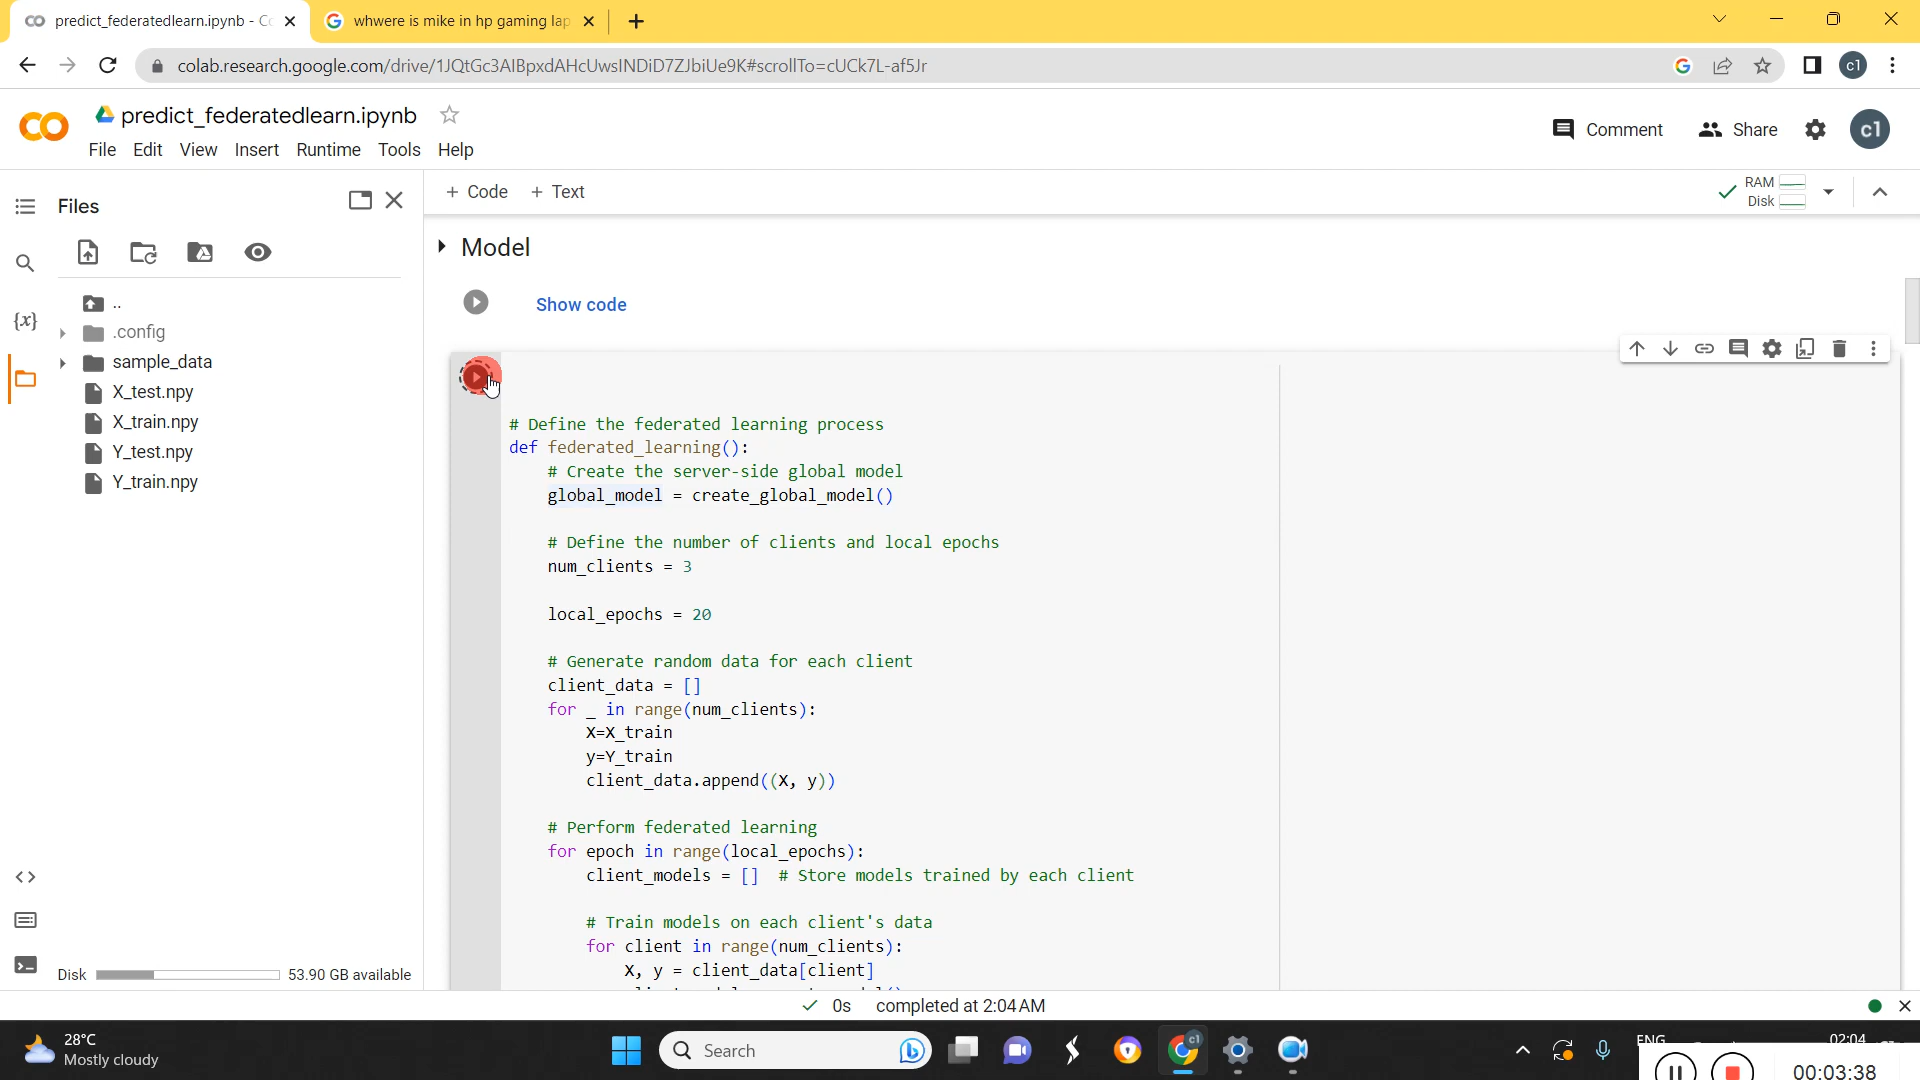 predict_federatedlearn.ipynb - Co
whwere is mike in hp gaming lap
colab.research.google.com/drive/1JQtGc3AIBpxdAHcUwsINDiD7ZJbiUe9K#scrollTo=cUCk7L-af5Jr
c1
predict_federatedlearn.ipynb
File Edit View Insert Runtime Tools Help
Comment
Share
c1
Files
+ Code + Text
RAM
Disk
..
.config
sample_data
X_test.npy
X_train.npy
Y_test.npy
Y_train.npy
{x}
Disk 53.90 GB available
Model
Show code
# Define the federated learning process
def federated_learning():
# Create the server-side global model
global_model = create_global_model()
# Define the number of clients and local epochs
num_clients = 3
local_epochs = 20
# Generate random data for each client
client_data = []
for _ in range(num_clients):
X=X_train
y=Y_train
client_data.append((X, y))
# Perform federated learning
for epoch in range(local_epochs):
client_models = [] # Store models trained by each client
# Train models on each client's data
for client in range(num_clients):
X, y = client_data[client]
0s completed at 2:04 AM
28°C
Mostly cloudy
Search
c1
ENG
02:04
00:03:38